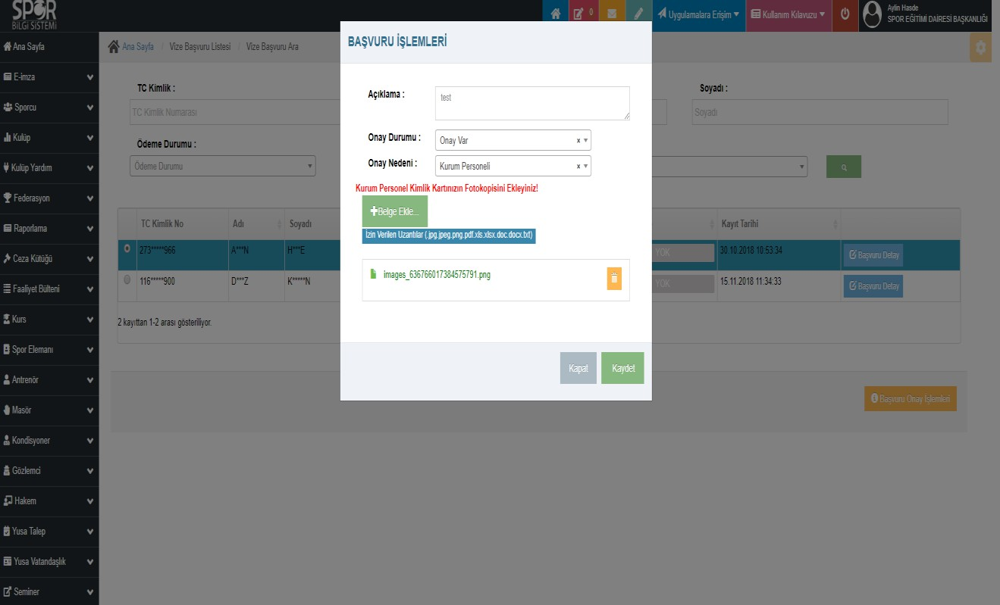 SPOR
BİLGİ SİSTEMİ
0
Uygulamalara Erişim
Kullanım Kılavuzu
Aylin Hasde
SPOR EĞİTİMİ DAİRESİ BAŞKANLIĞI
Ana Sayfa
E-imza
Sporcu
Kulüp
Kulüp Yardım
Federasyon
Raporlama
Ceza Kütüğü
Faaliyet Bülteni
Kurs
Spor Elemanı
Antrenör
Masör
Kondisyoner
Gözlemci
Hakem
Yusa Talep
Yusa Vatandaşlık
Seminer
Ana Sayfa / Vize Başvuru Listesi / Vize Başvuru Ara
TC Kimlik :
TC Kimlik Numarası
Soyadı :
Soyadı
Ödeme Durumu :
Ödeme Durumu
TC Kimlik No Adı Soyadı Kayıt Tarihi
273*****966 A***N H***E YOK 30.10.2018 10:53:34 Başvuru Detay
116*****900 D***Z K*****N YOK 15.11.2018 11:34:33 Başvuru Detay
2 kayıttan 1-2 arası gösteriliyor.
Başvuru Onay İşlemleri
BAŞVURU İŞLEMLERİ
Açıklama :
test
Onay Durumu :
Onay Var
x
Onay Nedeni :
Kurum Personeli
x
Kurum Personel Kimlik Kartınızın Fotokopisini Ekleyiniz!
+Belge Ekle...
İzin Verilen Uzantılar (.jpg.jpeg.png.pdf.xls.xlsx.doc.docx.txt)
images_636766017384575791.png
Kapat
Kaydet